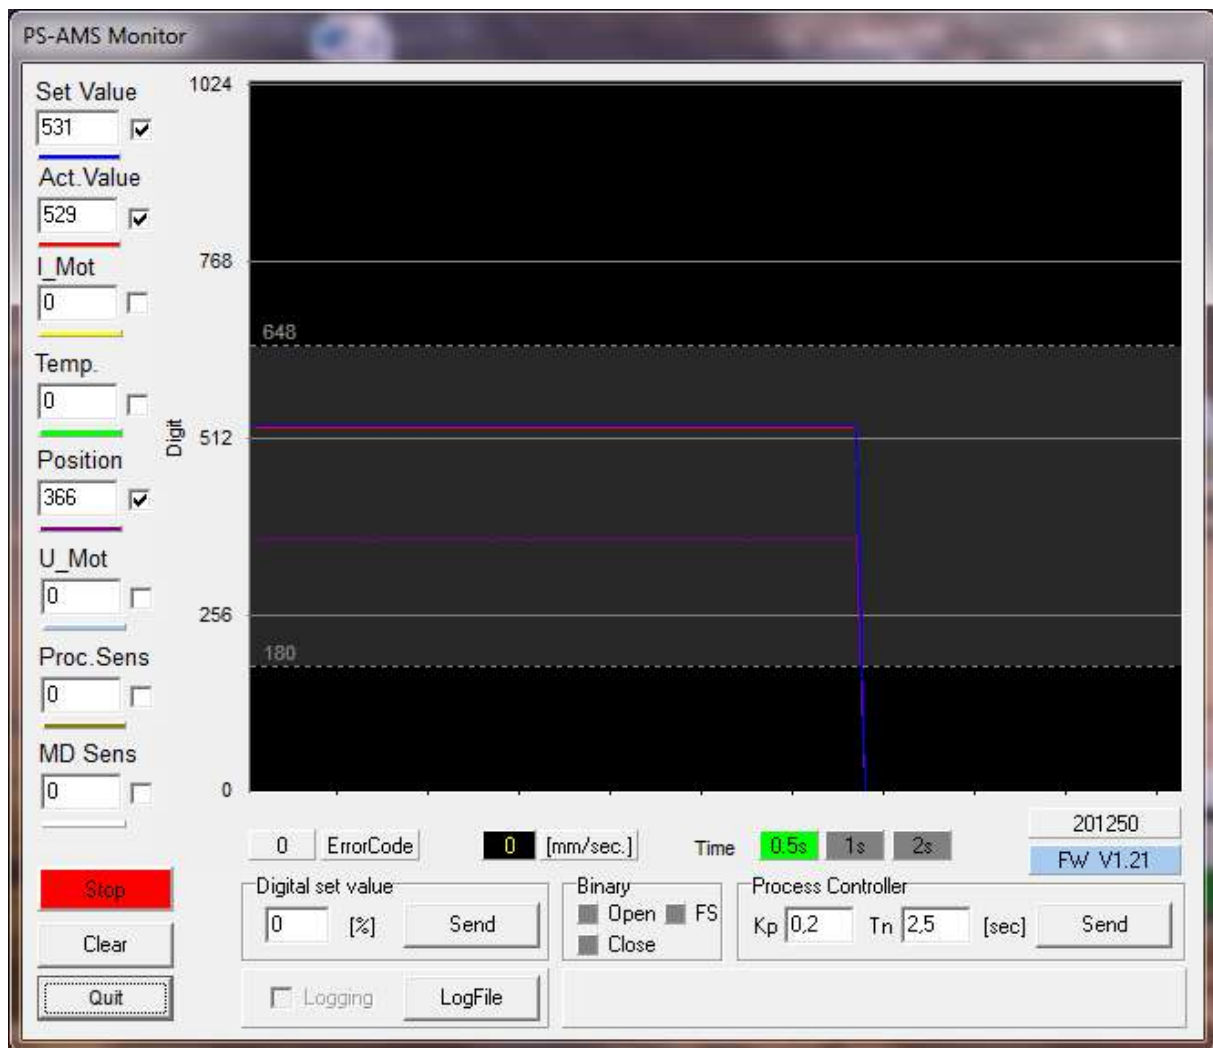 PS-AMS Monitor
Set Value
531
Act.Value
529
I_Mot
0
Temp.
0
Position
366
U_Mot
0
Proc.Sens
0
MD Sens
0
Stop
Clear
Quit
Digit
1024
768
512
256
0
648
180
0 ErrorCode 0 [mm/sec.] Time 0.5s 1s 2s
201250
FW V1.21
Digital set value
0 [%] Send
Binary
Open FS
Close
Process Controller
Kp 0,2 Tn 2,5 [sec] Send
Logging LogFile